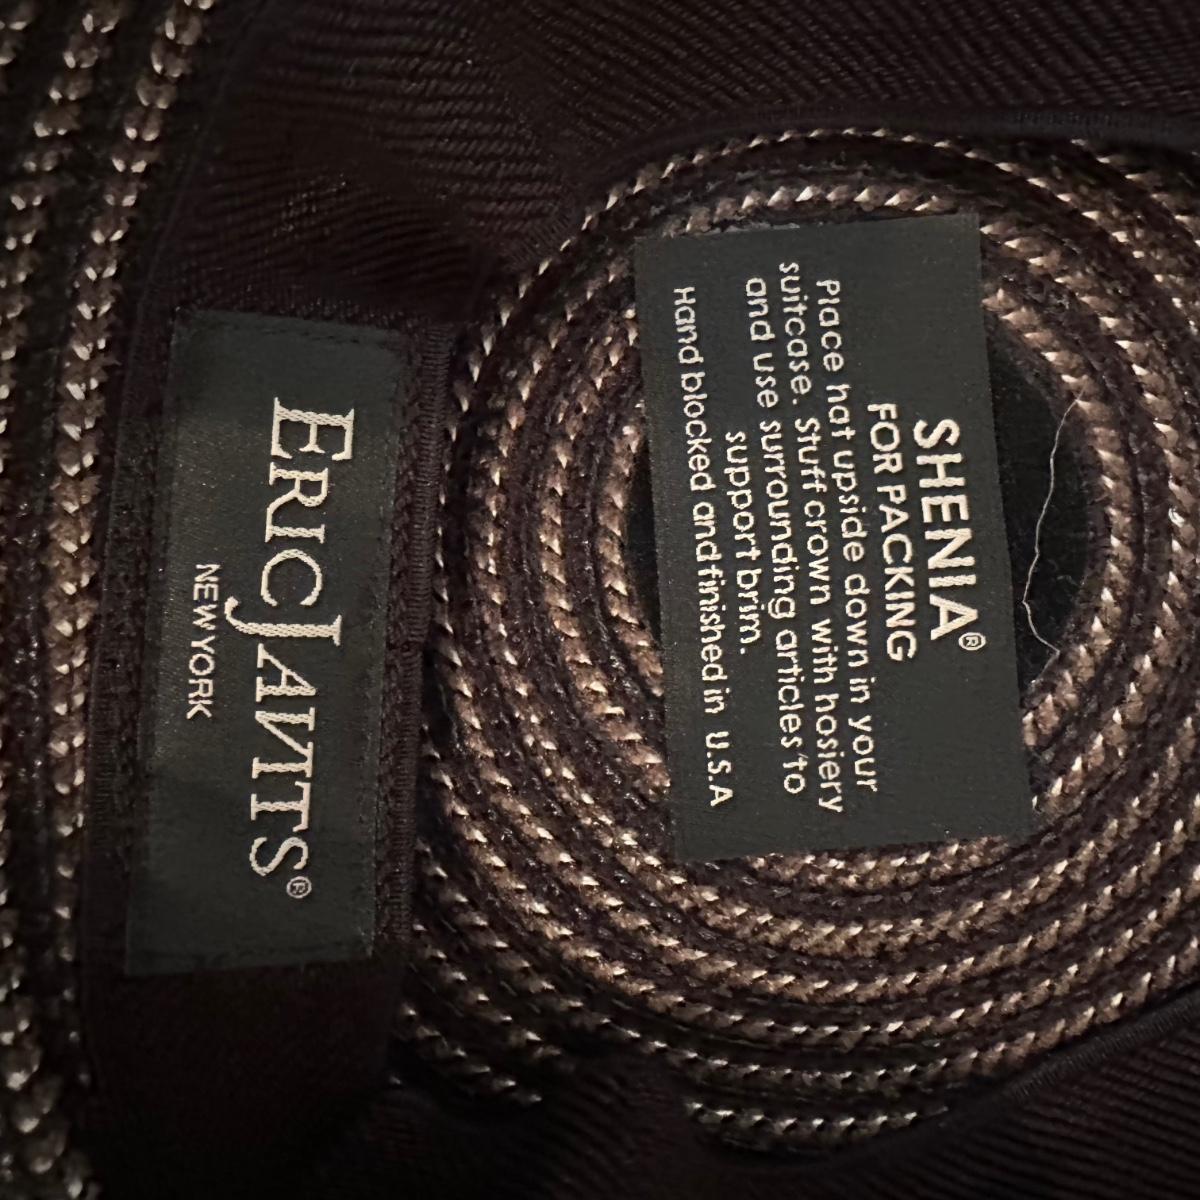 SHENIA®
FOR PACKING
Place hat upside down in your
suitcase. Stuff crown with hosiery
and use surrounding articles to
support brim.
Hand blocked and finished in U.S.A
ERIC JAVITS®
NEW YORK